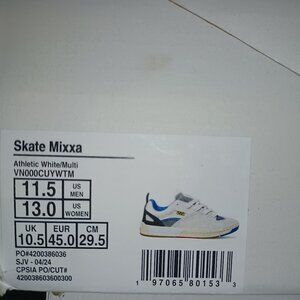 Skate Mixxa
Athletic White/Multi
VN000CUYWTM
11.5 US MEN
13.0 US WOMEN
UK EUR CM
10.5 45.0 29.5
PO#4200386036
SJV - 04/24
CPSIA PO/CUT#
420038603600300
1 97065 80153 3